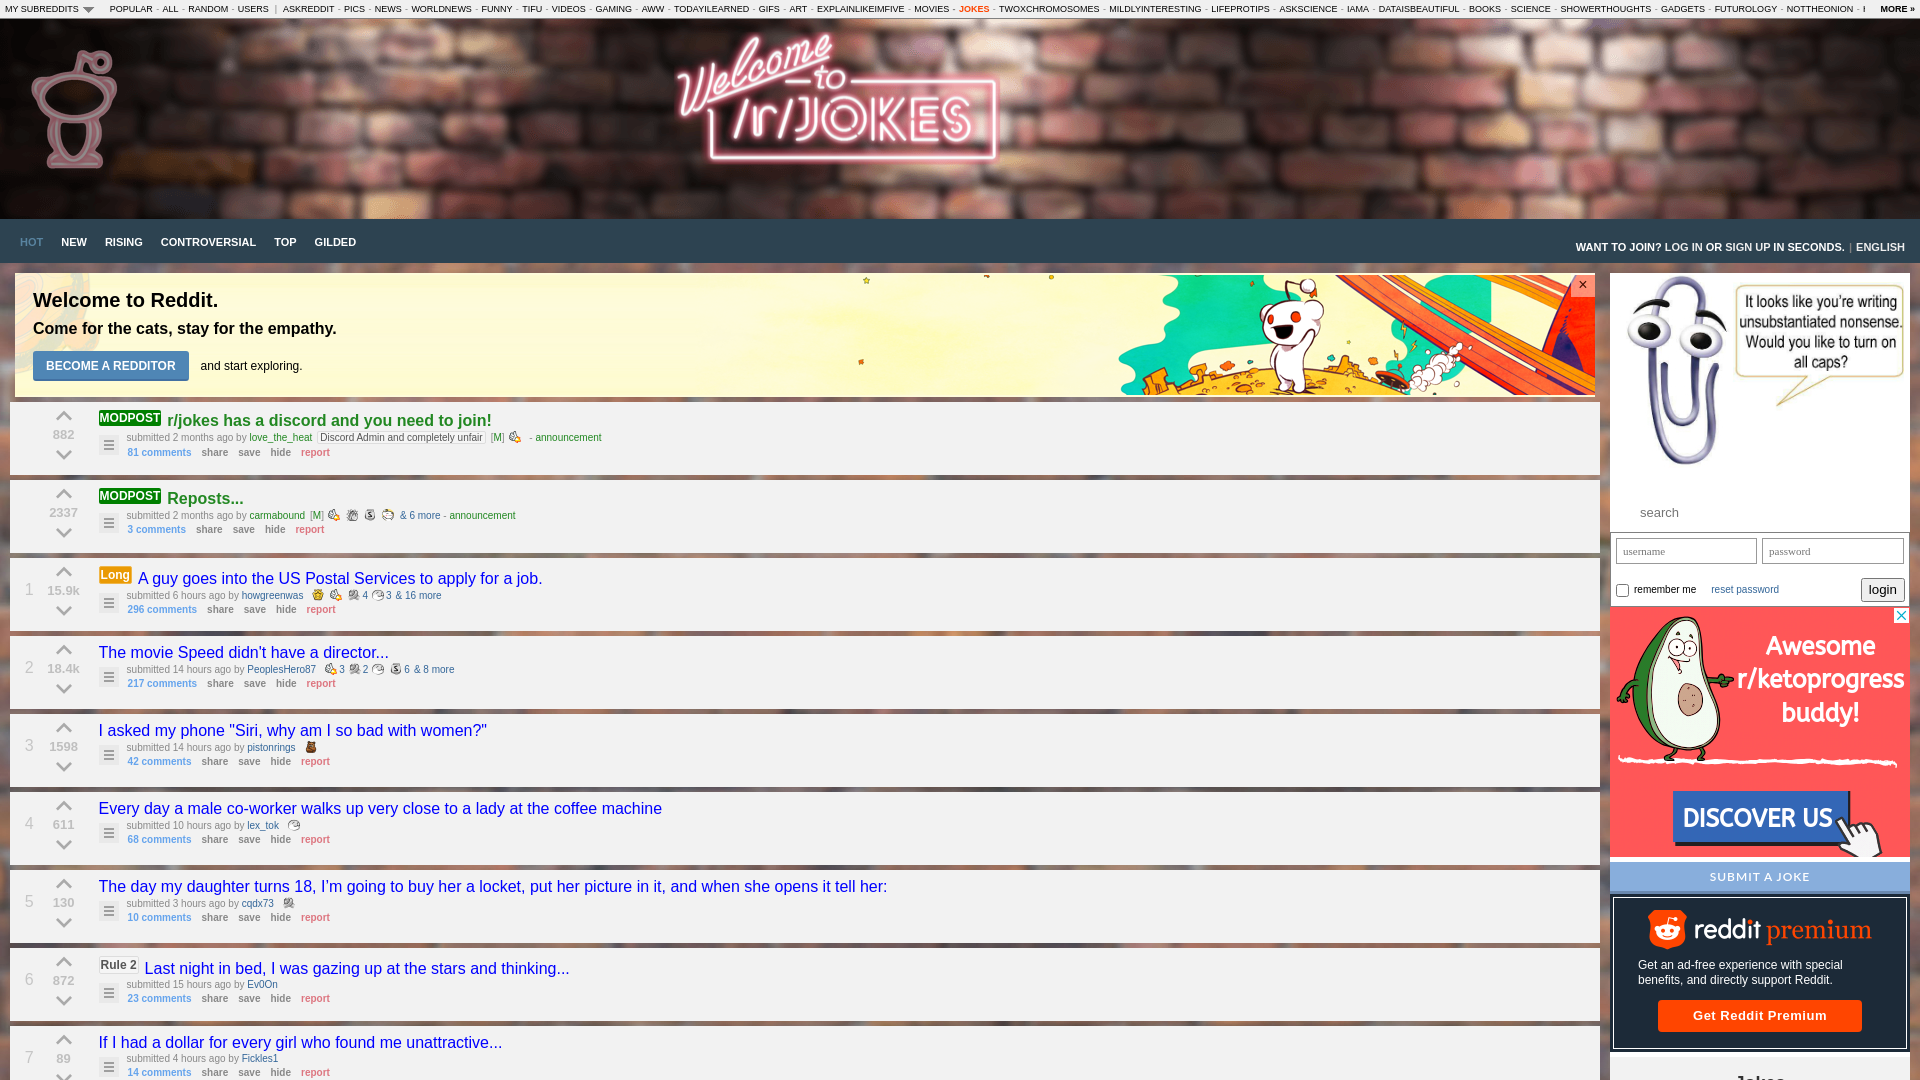 MY SUBREDDITS POPULAR - ALL - RANDOM - USERS | ASKREDDIT - PICS - NEWS - WORLDNEWS - FUNNY - TIFU - VIDEOS - GAMING - AWW - TODAYILEARNED - GIFS - ART - EXPLAINLIKEIMFIVE - MOVIES - JOKES - TWOXCHROMOSOMES - MILDLYINTERESTING - LIFEPROTIPS - ASKSCIENCE - IAMA - DATAISBEAUTIFUL - BOOKS - SCIENCE - SHOWERTHOUGHTS - GADGETS - FUTUROLOGY - NOTTHEONION - MORE »
Welcome
to
/r/JOKES
HOT NEW RISING CONTROVERSIAL TOP GILDED
WANT TO JOIN? LOG IN OR SIGN UP IN SECONDS. | ENGLISH
Welcome to Reddit.
Come for the cats, stay for the empathy.
BECOME A REDDITOR and start exploring.
×
882
MODPOST r/jokes has a discord and you need to join!
submitted 2 months ago by love_the_heat Discord Admin and completely unfair [M] - announcement
81 comments share save hide report
2337
MODPOST Reposts...
submitted 2 months ago by carmabound [M] & 6 more - announcement
3 comments share save hide report
1
15.9k
Long A guy goes into the US Postal Services to apply for a job.
submitted 6 hours ago by howgreenwas 4 3 & 16 more
296 comments share save hide report
2
18.4k
The movie Speed didn't have a director...
submitted 14 hours ago by PeoplesHero87 3 2 6 & 8 more
217 comments share save hide report
3
1598
I asked my phone "Siri, why am I so bad with women?"
submitted 14 hours ago by pistonrings
42 comments share save hide report
4
611
Every day a male co-worker walks up very close to a lady at the coffee machine
submitted 10 hours ago by lex_tok
68 comments share save hide report
5
130
The day my daughter turns 18, I’m going to buy her a locket, put her picture in it, and when she opens it tell her:
submitted 3 hours ago by cqdx73
10 comments share save hide report
6
872
Rule 2 Last night in bed, I was gazing up at the stars and thinking...
submitted 15 hours ago by Ev0On
23 comments share save hide report
7
89
If I had a dollar for every girl who found me unattractive...
submitted 4 hours ago by Fickles1
14 comments share save hide report
It looks like you're writing
unsubstantiated nonsense.
Would you like to turn on
all caps?
search
username password
remember me reset password login
Awesome
r/ketoprogress
buddy!
DISCOVER US
SUBMIT A JOKE
reddit premium
Get an ad-free experience with special
benefits, and directly support Reddit.
Get Reddit Premium